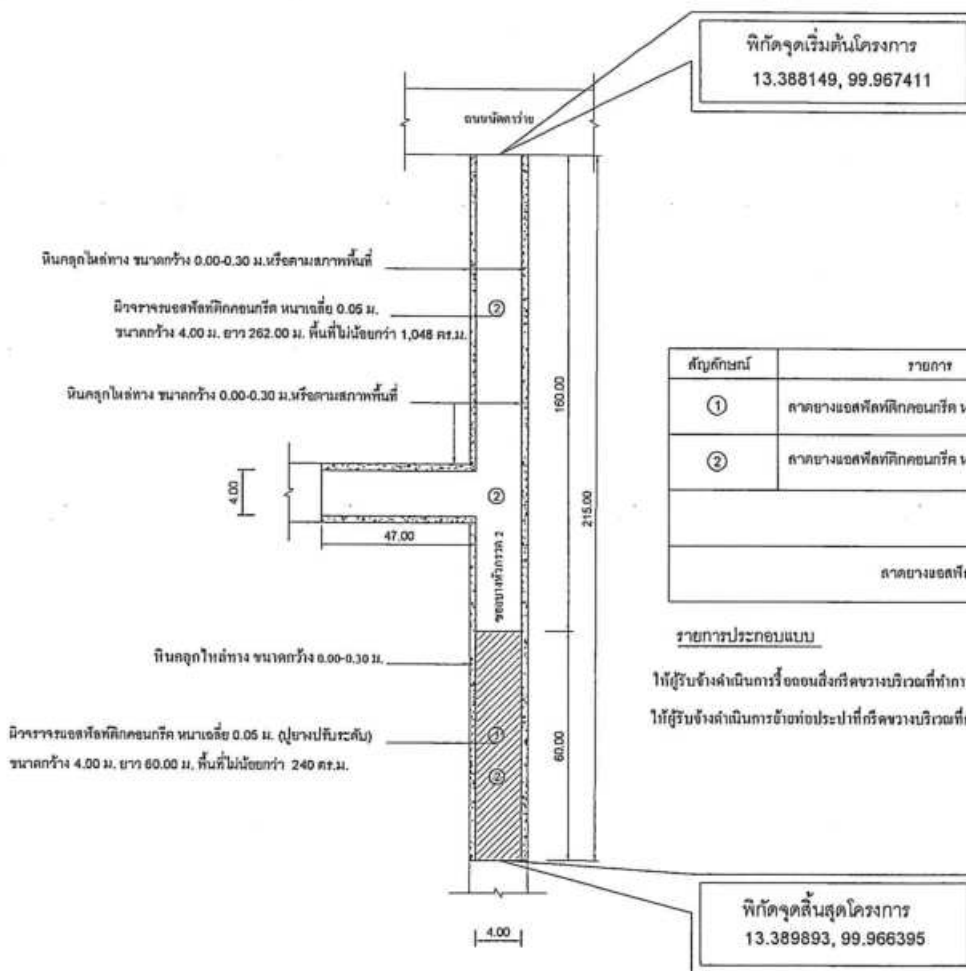 พิกัดจุดเริ่มต้นโครงการ
13.388149, 99.967411
ถนนนัดตาว่าย
หินคลุกไหล่ทาง ขนาดกว้าง 0.00-0.30 ม.หรือตามสภาพพื้นที่
②
ผิวจราจรแอสฟัลท์ติกคอนกรีต หนาเฉลี่ย 0.05 ม.
ขนาดกว้าง 4.00 ม. ยาว 262.00 ม. พื้นที่ไม่น้อยกว่า 1,048 ตร.ม.
หินคลุกไหล่ทาง ขนาดกว้าง 0.00-0.30 ม.หรือตามสภาพพื้นที่
160.00
215.00
4.00
47.00
②
ซอยบางหัวกรวด 2
สัญลักษณ์ รายการ
① ลาดยางแอสฟัลท์ติกคอนกรีต
② ลาดยางแอสฟัลท์ติกคอนกรีต
รายการประกอบแบบ
ให้ผู้รับจ้างดำเนินการรื้อถอนสิ่งกรีดขวางบริเวณที่ทำกา
ให้ผู้รับจ้างดำเนินการย้ายท่อประปาที่กรีดขวางบริเวณที่
หินคลุกไหล่ทาง ขนาดกว้าง 0.00-0.30 ม.
ผิวจราจรแอสฟัลท์ติกคอนกรีต หนาเฉลี่ย 0.05 ม. (ปูยางปรับระดับ)
ขนาดกว้าง 4.00 ม. ยาว 60.00 ม. พื้นที่ไม่น้อยกว่า 240 ตร.ม.
①
②
60.00
4.00
พิกัดจุดสิ้นสุดโครงการ
13.389893, 99.966395